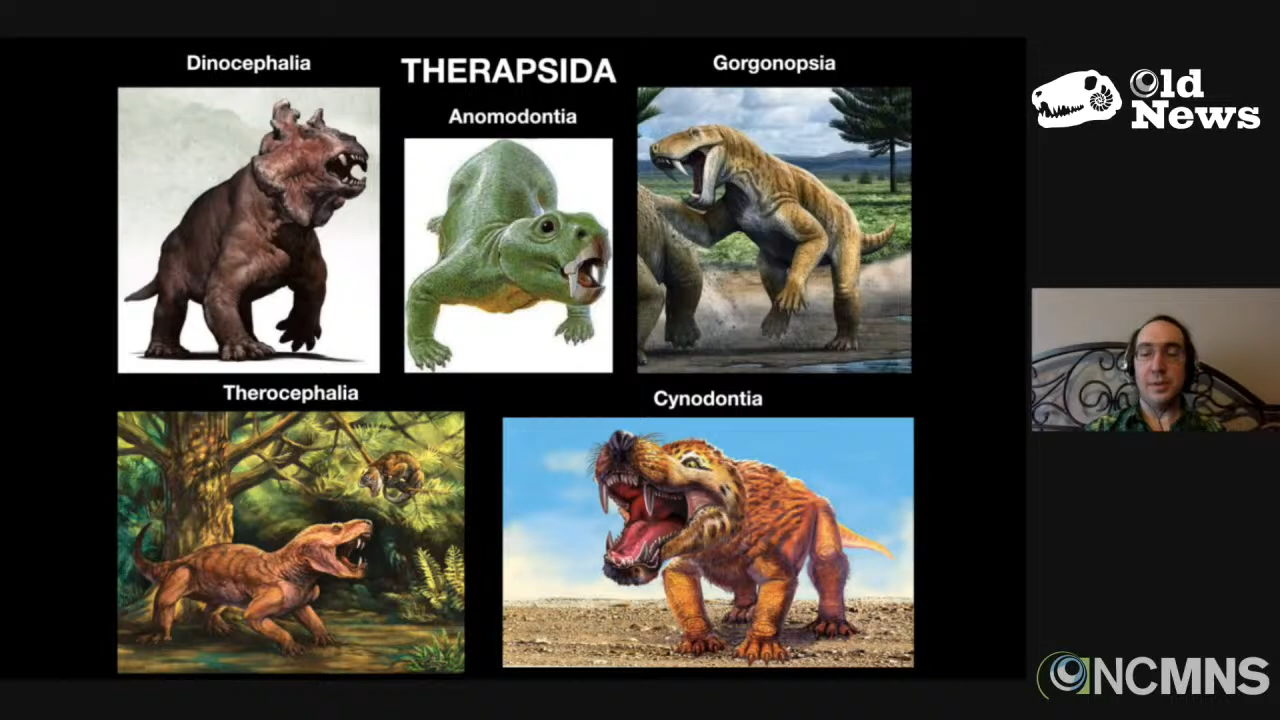 Dinocephalia
THERAPSIDA
Gorgonopsia
Anomodontia
Therocephalia
Cynodontia
Old
News
NCMNS